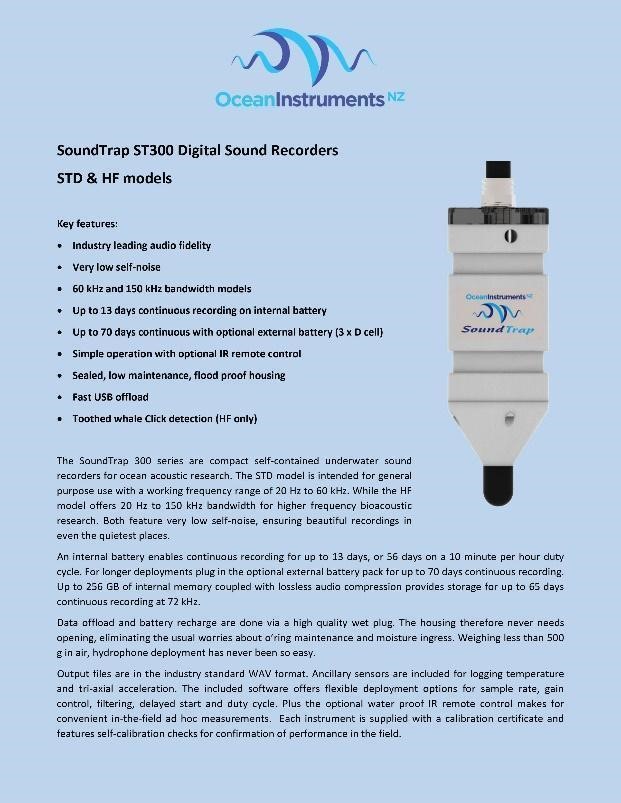 OceanInstruments NZ
SoundTrap ST300 Digital Sound Recorders
STD & HF models
Key features:
• Industry leading audio fidelity
• Very low self-noise
• 60 kHz and 150 kHz bandwidth models
• Up to 13 days continuous recording on internal battery
• Up to 70 days continuous with optional external battery (3 x D cell)
• Simple operation with optional IR remote control
• Sealed, low maintenance, flood proof housing
• Fast USB offload
• Toothed whale Click detection (HF only)
OceanInstruments NZ
SoundTrap
The SoundTrap 300 series are compact self-contained underwater sound
recorders for ocean acoustic research. The STD model is intended for general
purpose use with a working frequency range of 20 Hz to 60 kHz. While the HF
model offers 20 Hz to 150 kHz bandwidth for higher frequency bioacoustic
research. Both feature very low self-noise, ensuring beautiful recordings in
even the quietest places.
An internal battery enables continuous recording for up to 13 days, or 56 days on a 10 minute per hour duty
cycle. For longer deployments plug in the optional external battery pack for up to 70 days continuous recording.
Up to 256 GB of internal memory coupled with lossless audio compression provides storage for up to 65 days
continuous recording at 72 kHz.
Data offload and battery recharge are done via a high quality wet plug. The housing therefore never needs
opening, eliminating the usual worries about o’ring maintenance and moisture ingress. Weighing less than 500
g in air, hydrophone deployment has never been so easy.
Output files are in the industry standard WAV format. Ancillary sensors are included for logging temperature
and tri-axial acceleration. The included software offers flexible deployment options for sample rate, gain
control, filtering, delayed start and duty cycle. Plus the optional water proof IR remote control makes for
convenient in-the-field ad hoc measurements. Each instrument is supplied with a calibration certificate and
features self-calibration checks for confirmation of performance in the field.